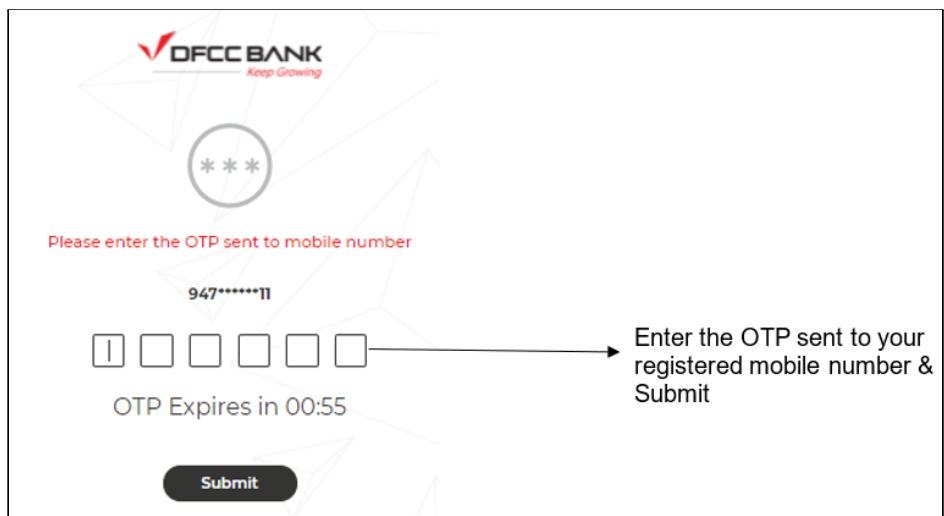 DFCC BANK
Keep Growing
***
Please enter the OTP sent to mobile number
947******11
Enter the OTP sent to your
registered mobile number &
Submit
OTP Expires in 00:55
Submit